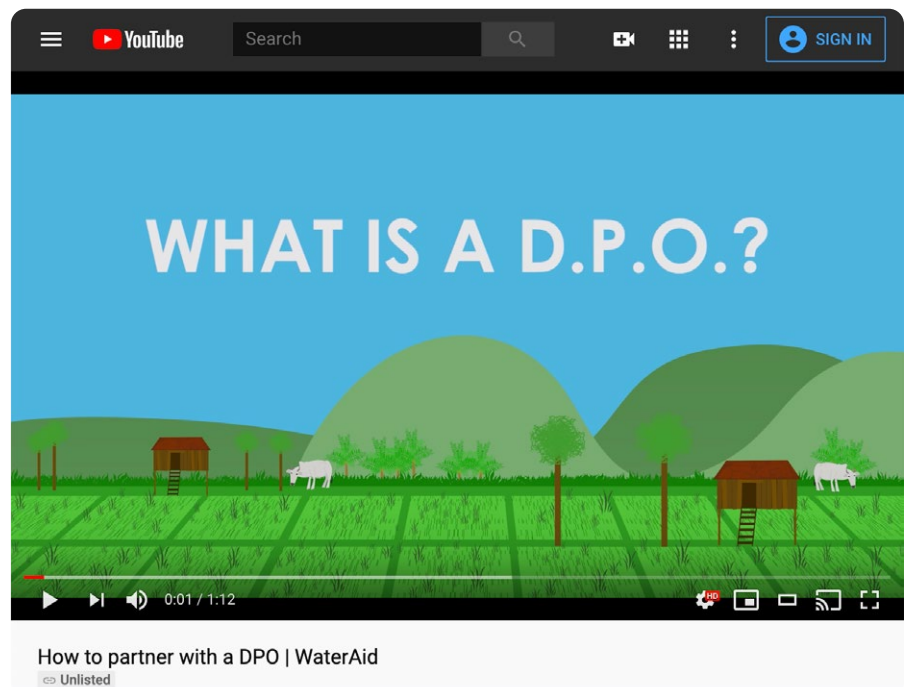 YouTube Search SIGN IN
WHAT IS A D.P.O.?
0:01 / 1:12 HD
How to partner with a DPO | WaterAid
Unlisted